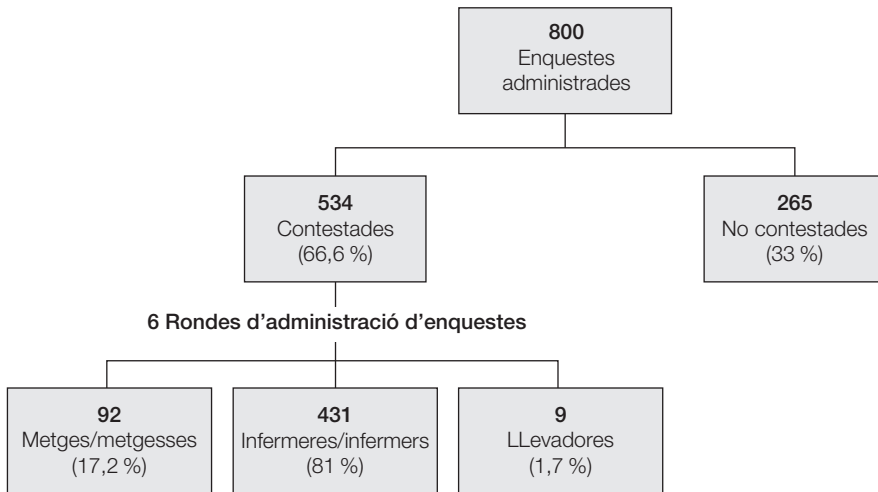 800
Enquestes
administrades
534
Contestades
(66,6 %)
265
No contestades
(33 %)
6 Rondes d’administració d’enquestes
92
Metges/metgesses
(17,2 %)
431
Infermeres/infermers
(81 %)
9
LLevadores
(1,7 %)